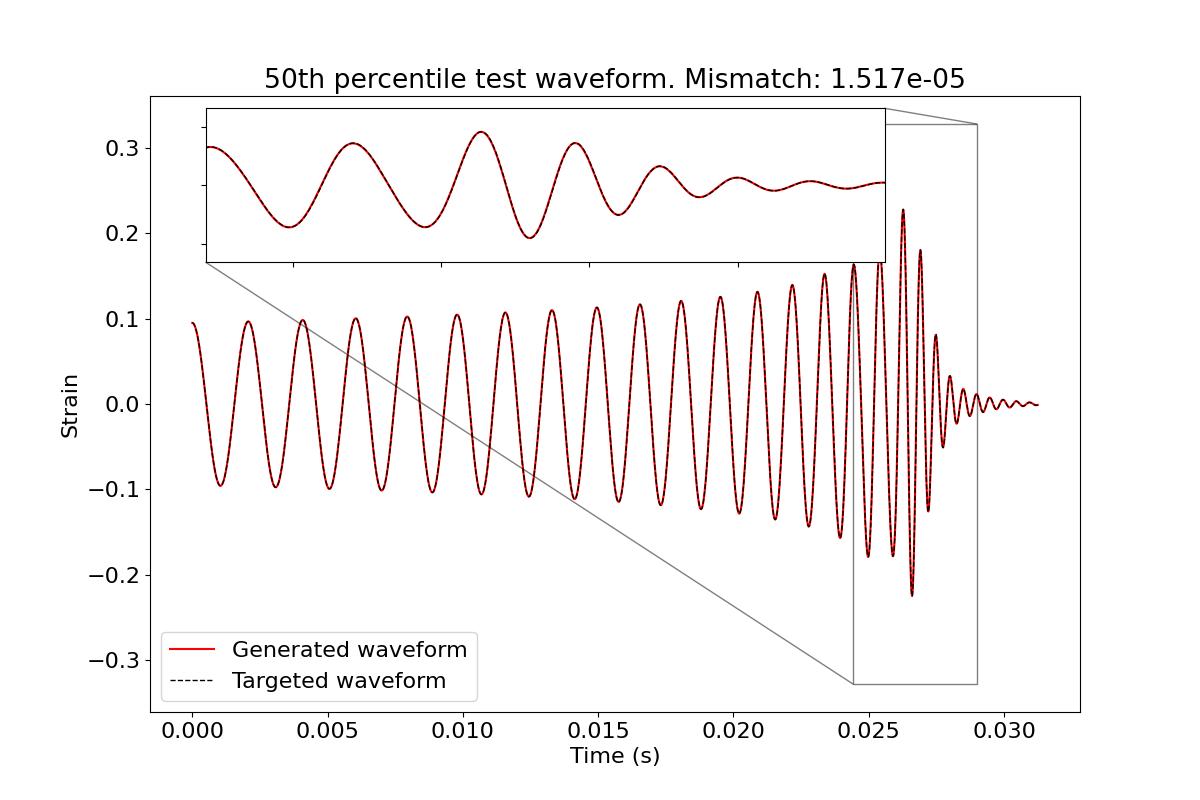 50th percentile test waveform. Mismatch: 1.517e-05
0.3
0.2
0.1
0.0
−0.1
−0.2
−0.3
Strain
Generated waveform
Targeted waveform
0.000 0.005 0.010 0.015 0.020 0.025 0.030
Time (s)